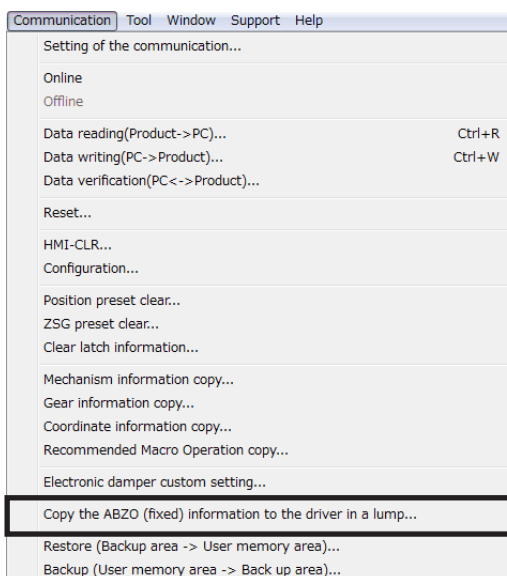 Communication Tool Window Support Help
Setting of the communication...
Online
Offline
Data reading(Product->PC)... Ctrl+R
Data writing(PC->Product)... Ctrl+W
Data verification(PC<->Product)...
Reset...
HMI-CLR...
Configuration...
Position preset clear...
ZSG preset clear...
Clear latch information...
Mechanism information copy...
Gear information copy...
Coordinate information copy...
Recommended Macro Operation copy...
Electronic damper custom setting...
Copy the ABZO (fixed) information to the driver in a lump...
Restore (Backup area -> User memory area)...
Backup (User memory area -> Back up area)...